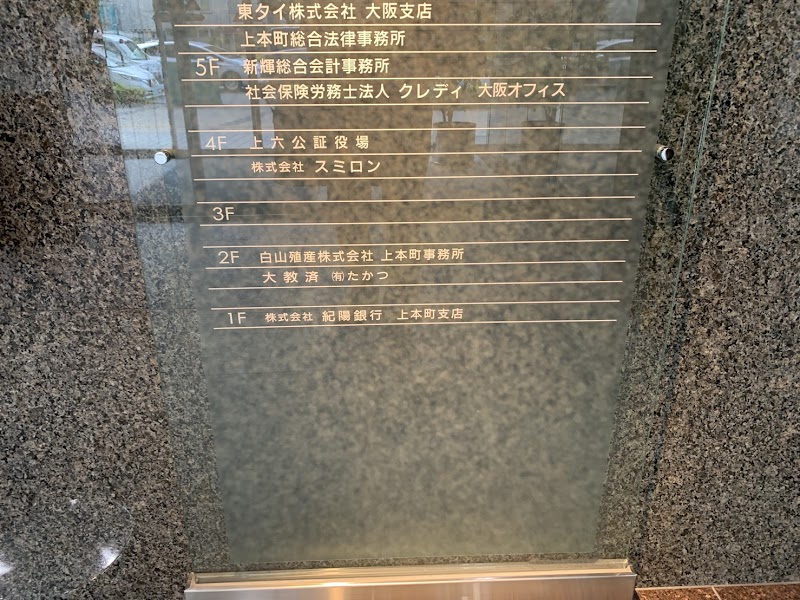 東タイ株式会社 大阪支店
上本町総合法律事務所
5F 新輝総合会計事務所
社会保険労務士法人 クレディ 大阪オフィス
4F 上六公証役場
株式会社 スミロン
3F
2F 白山殖産株式会社 上本町事務所
大教済 ㈲たかつ
1F 株式会社 紀陽銀行 上本町支店